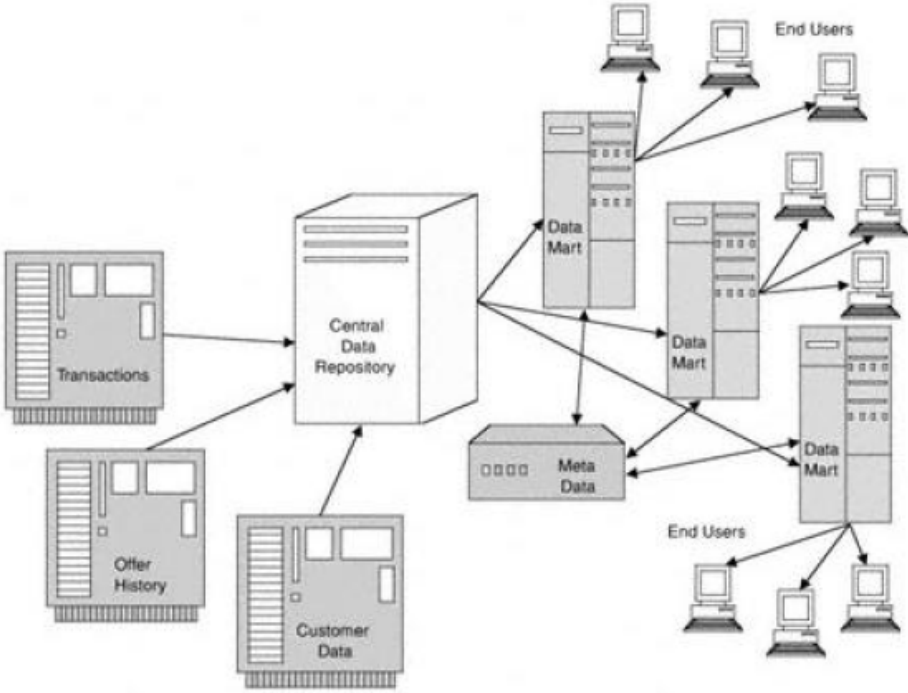 End Users
Data
Mart
Central
Data
Repository
Transactions
Data
Mart
Data
Mart
Meta
Data
End Users
Offer
History
Customer
Data